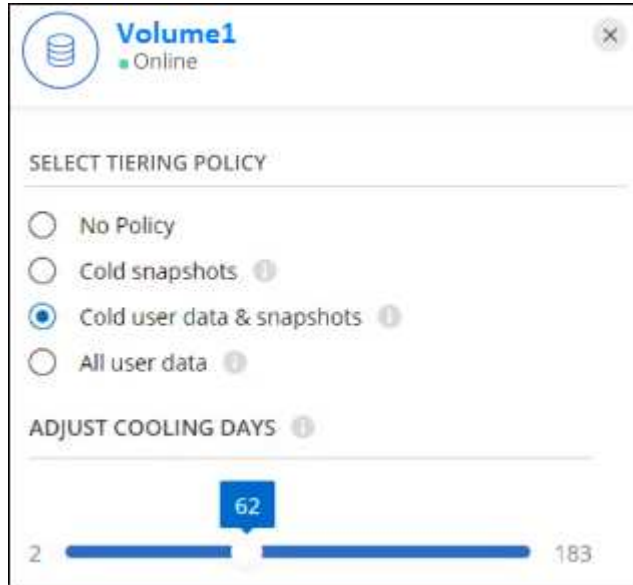 Volume1
Online
SELECT TIERING POLICY
No Policy
Cold snapshots
Cold user data & snapshots
All user data
ADJUST COOLING DAYS
62
2 183